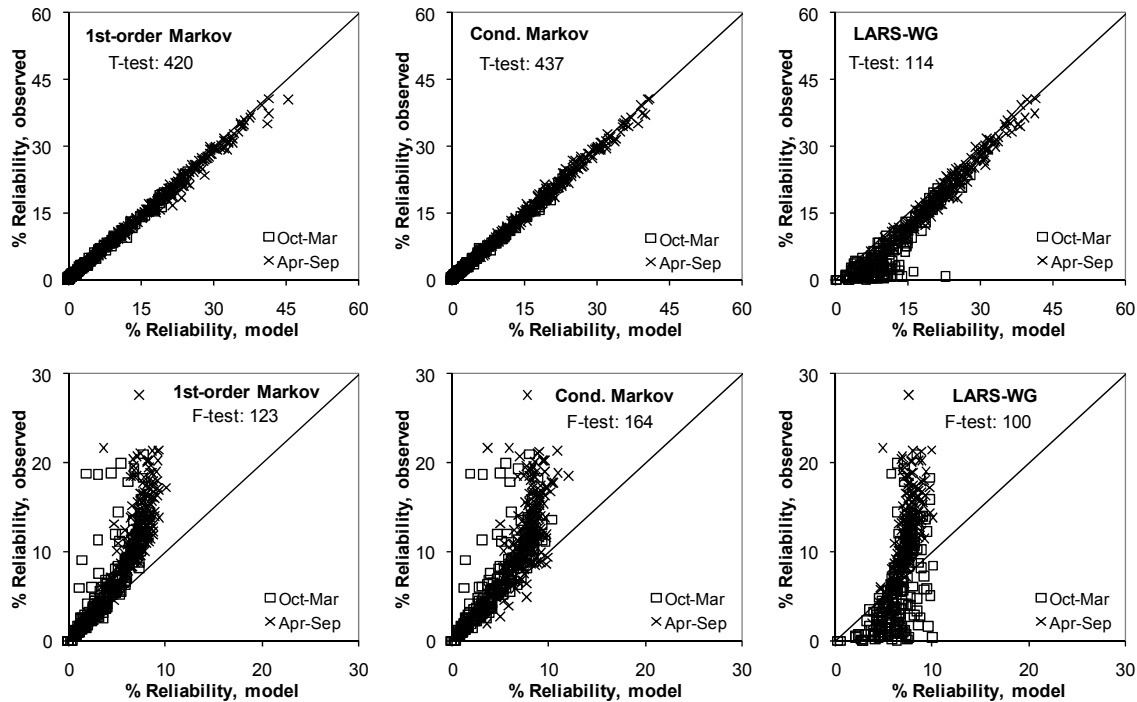 1st-order Markov
T-test: 420
% Reliability, observed
60
45
30
15
0
□Oct-Mar
×Apr-Sep
0 15 30 45 60
% Reliability, model
Cond. Markov
T-test: 437
% Reliability, observed
60
45
30
15
0
□Oct-Mar
×Apr-Sep
0 15 30 45 60
% Reliability, model
LARS-WG
T-test: 114
% Reliability, observed
60
45
30
15
0
□Oct-Mar
×Apr-Sep
0 15 30 45 60
% Reliability, model
1st-order Markov
F-test: 123
% Reliability, observed
30
20
10
0
□Oct-Mar
×Apr-Sep
0 10 20 30
% Reliability, model
Cond. Markov
F-test: 164
% Reliability, observed
30
20
10
0
□Oct-Mar
×Apr-Sep
0 10 20 30
% Reliability, model
LARS-WG
F-test: 100
% Reliability, observed
30
20
10
0
□Oct-Mar
×Apr-Sep
0 10 20 30
% Reliability, model